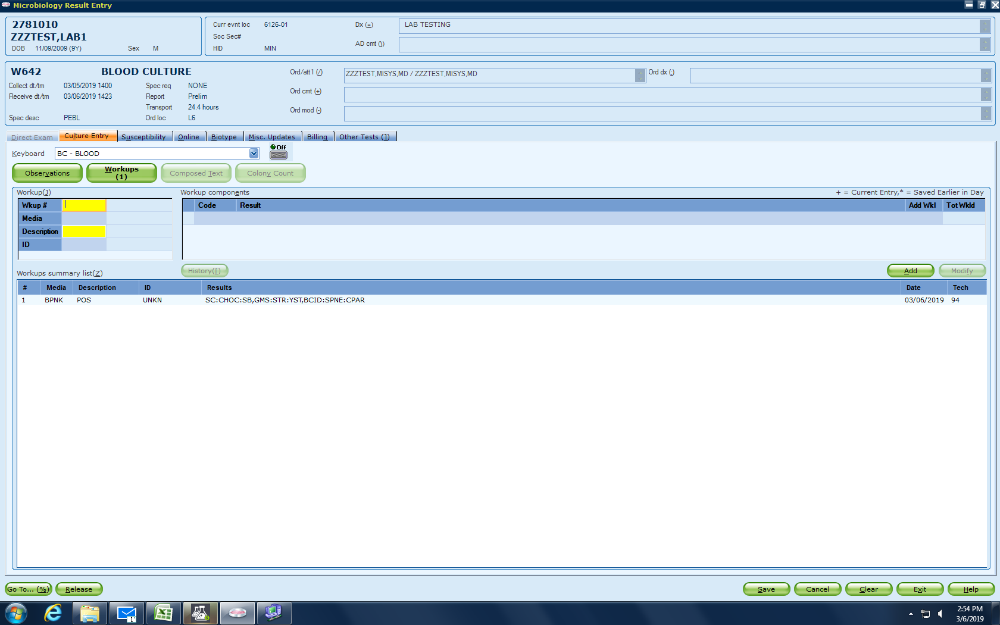 Microbiology Result Entry
2781010
ZZZTEST,LAB1
DOB 11/09/2009 (9Y) Sex M
Curr evnt loc 6126-01 Dx (=) LAB TESTING
Soc Sec#
AD cmt (\)
HID MIN
W642 BLOOD CULTURE
Collect dt/tm 03/05/2019 1400 Spec req NONE
Receive dt/tm 03/06/2019 1423 Report Prelim
Transport 24.4 hours
Spec desc PEBL Ord loc L6
Ord/att1 (/) ZZZTEST,MISYS,MD / ZZZTEST,MISYS,MD Ord dx (;)
Ord cmt (+)
Ord mod (-)
Direct Exam Culture Entry Susceptibility Online Biotype Misc. Updates Billing Other Tests (])
Keyboard BC - BLOOD Off
Observations Workups (1) Composed Text Colony Count
Workup(J) Workup components + = Current Entry,* = Saved Earlier in Day
Wkup # Code Result Add Wkl Tot Wkld
Media
Description
ID
Workups summary list(Z) History([) Add Modify
# Media Description ID Results Date Tech
1 BPNK POS UNKN SC:CHOC:SB,GMS:STR:YST,BCID:SPNE:CPAR 03/06/2019 94
Go To... (%) Release Save Cancel Clear Exit Help
1
2:54 PM
3/6/2019